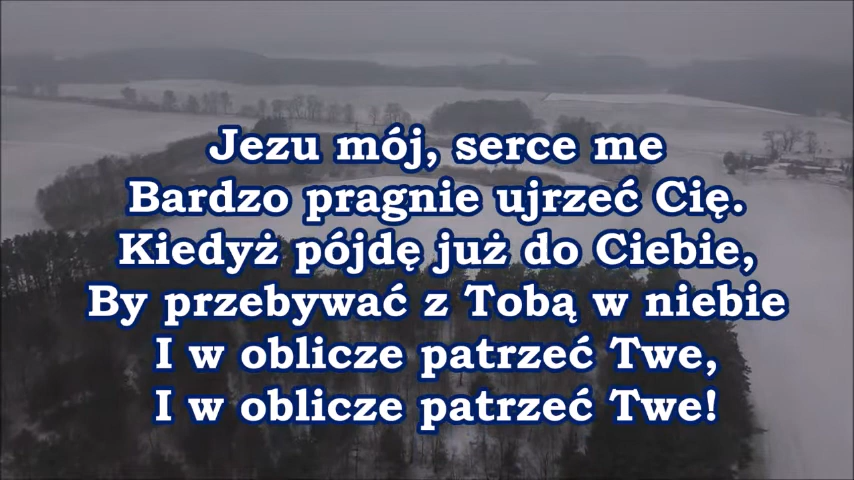 Jezu mój, serce me
Bardzo pragnie ujrzeć Cię.
Kiedyż pójdę już do Ciebie,
By przebywać z Tobą w niebie
I w oblicze patrzeć Twe,
I w oblicze patrzeć Twe!